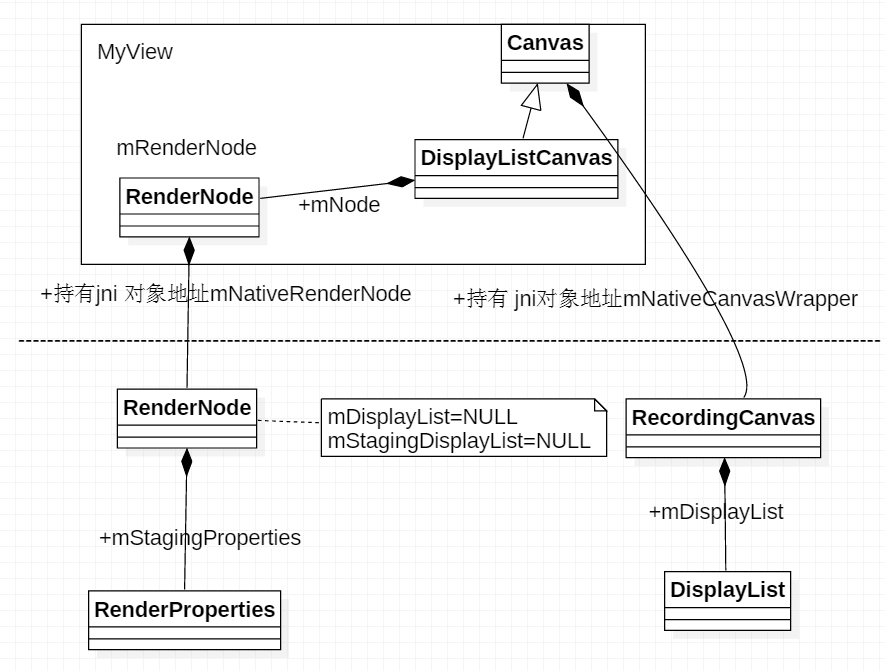 Canvas
MyView
mRenderNode
DisplayListCanvas
RenderNode
+mNode
+持有jni 对象地址mNativeRenderNode
+持有 jni对象地址mNativeCanvasWrapper
RenderNode
mDisplayList=NULL
mStagingDisplayList=NULL
RecordingCanvas
+mDisplayList
+mStagingProperties
DisplayList
RenderProperties